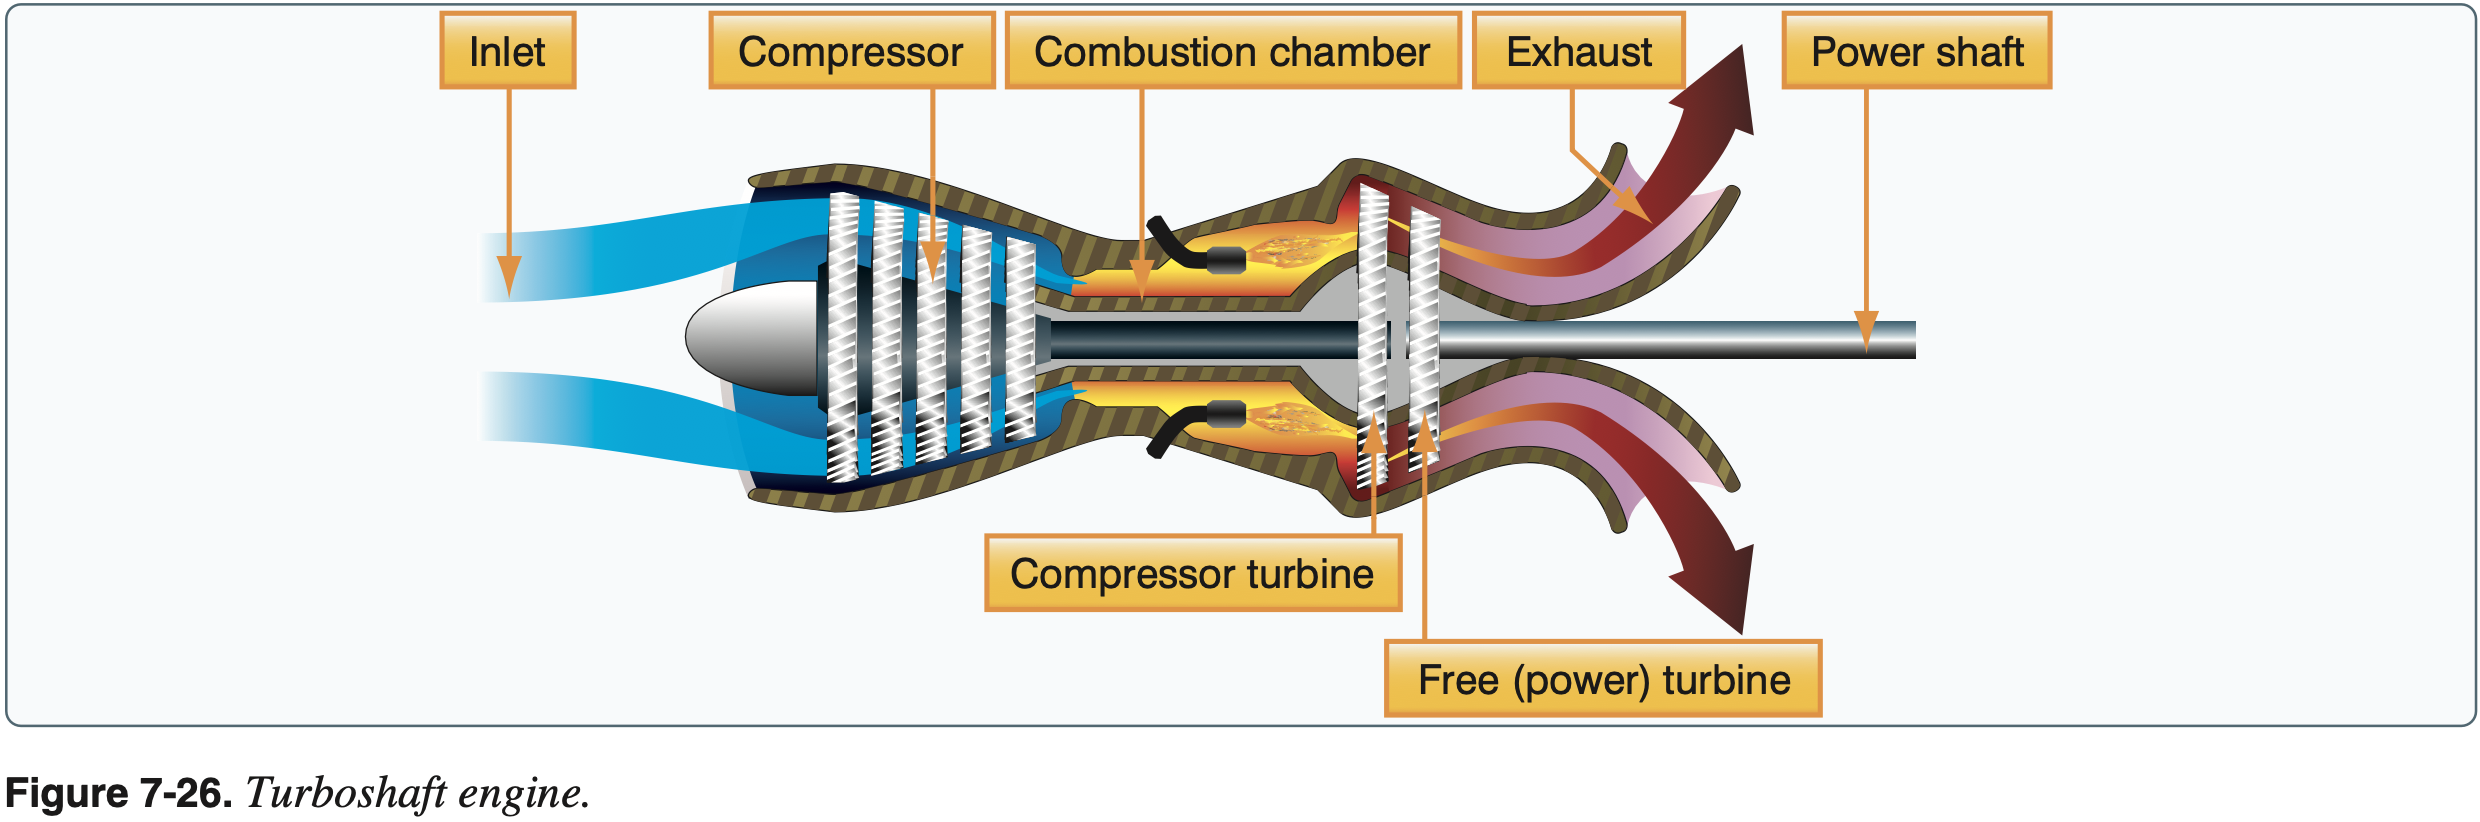 Inlet
Compressor
Combustion chamber
Exhaust
Power shaft
Compressor turbine
Free (power) turbine
Figure 7-26. Turboshaft engine.